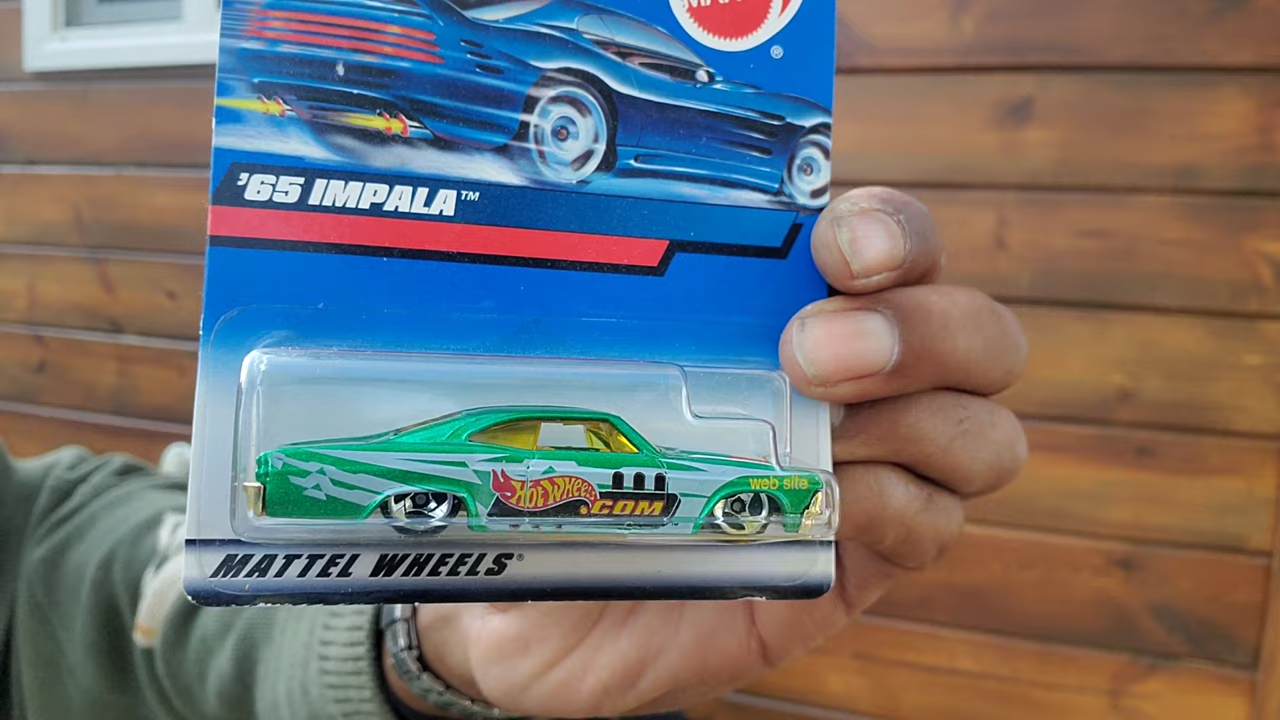 ®
'65 IMPALA™
HOT WHEELS
.COM
web site
MATTEL WHEELS®